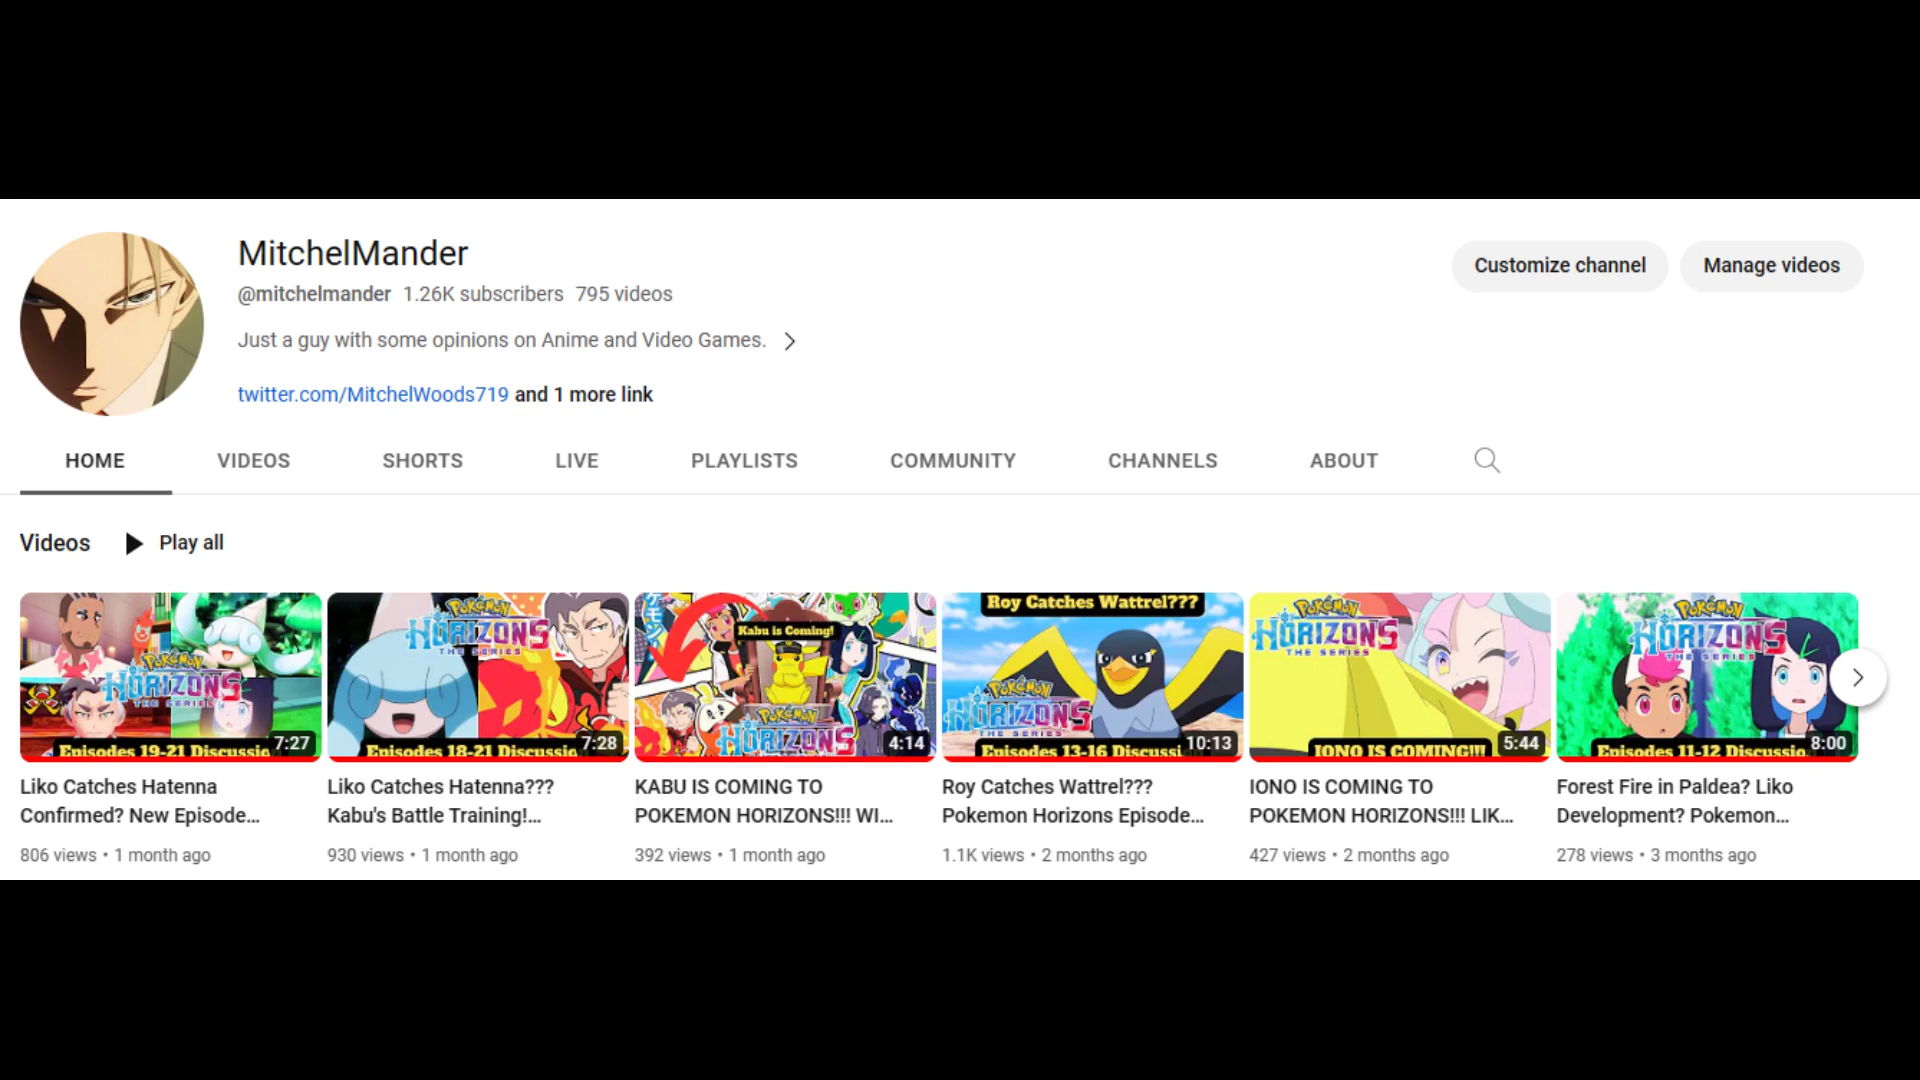 MitchelMander
@mitchelmander 1.26K subscribers 795 videos
Just a guy with some opinions on Anime and Video Games.
twitter.com/MitchelWoods719 and 1 more link
Customize channel
Manage videos
HOME
VIDEOS
SHORTS
LIVE
PLAYLISTS
COMMUNITY
CHANNELS
ABOUT
Videos
Play all
POKÉMON
HORIZONS
THE SERIES
Episodes 19-21 Discussio
7:27
Liko Catches Hatenna
Confirmed? New Episode...
806 views • 1 month ago
POKÉMON
HORIZONS
THE SERIES
Episodes 18-21 Discussio
7:28
Liko Catches Hatenna???
Kabu's Battle Training!...
930 views • 1 month ago
Kabu is Coming!
POKÉMON
HORIZONS
4:14
KABU IS COMING TO
POKEMON HORIZONS!!! WI...
392 views • 1 month ago
Roy Catches Wattrel???
POKÉMON
HORIZONS
THE SERIES
Episodes 13-16 Discussi
10:13
Roy Catches Wattrel???
Pokemon Horizons Episode...
1.1K views • 2 months ago
POKÉMON
HORIZONS
THE SERIES
IONO IS COMING!!!
5:44
IONO IS COMING TO
POKEMON HORIZONS!!! LIK...
427 views • 2 months ago
POKÉMON
HORIZONS
THE SERIES
Episodes 11-12 Discussio
8:00
Forest Fire in Paldea? Liko
Development? Pokemon...
278 views • 3 months ago